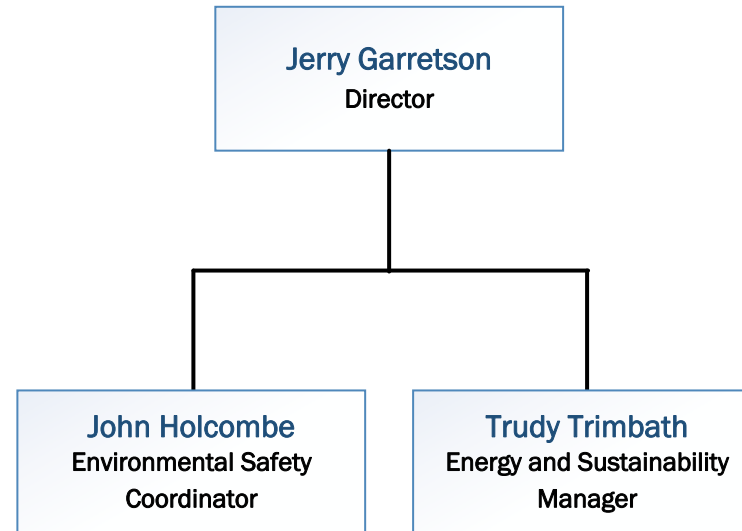 Jerry Garretson
Director
John Holcombe
Environmental Safety
Coordinator
Trudy Trimbath
Energy and Sustainability
Manager